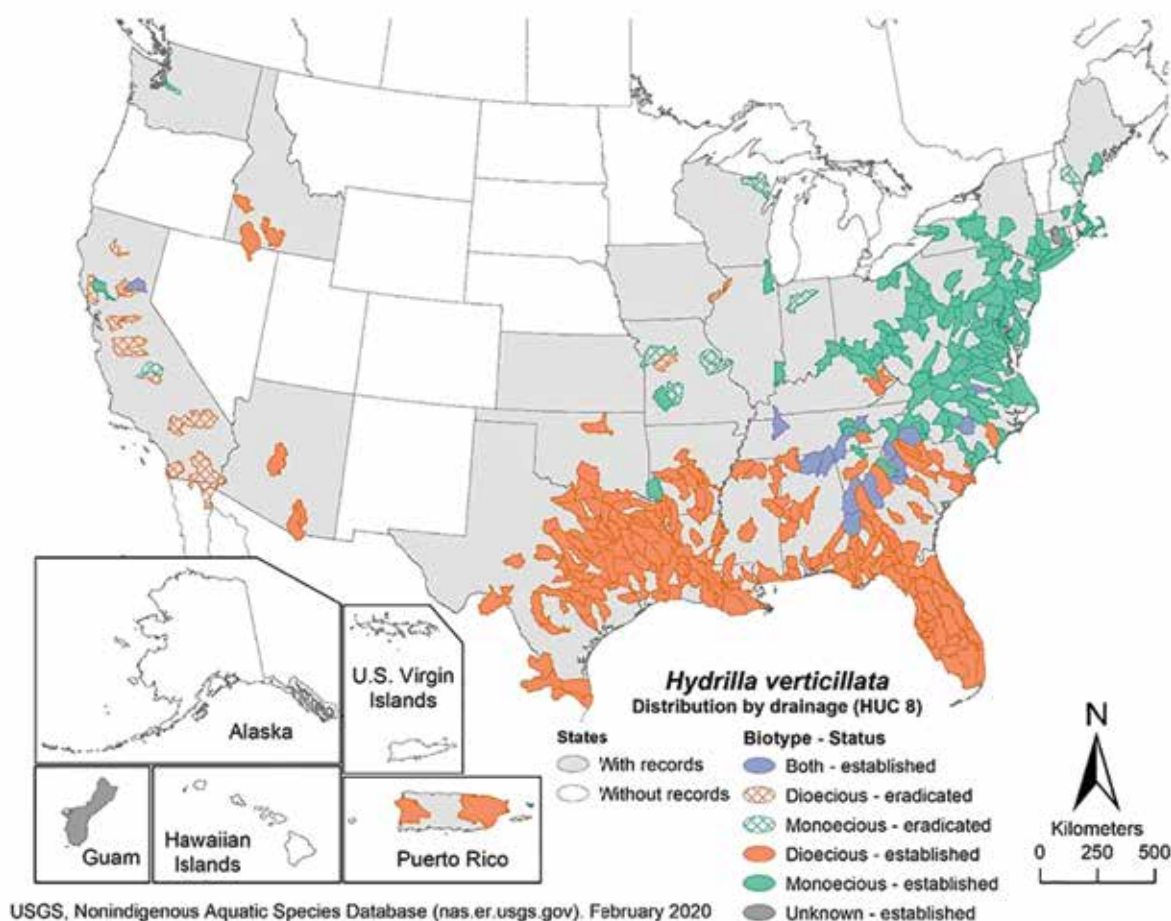 Alaska
U.S. Virgin
Islands
Guam
Hawaiian
Islands
Puerto Rico
Hydrilla verticillata
Distribution by drainage (HUC 8)
States
With records
Without records
Biotype - Status
Both - established
Dioecious - eradicated
Monoecious - eradicated
Dioecious - established
Monoecious - established
Unknown - established
N
Kilometers
0 250 500
USGS, Nonindigenous Aquatic Species Database (nas.er.usgs.gov). February 2020